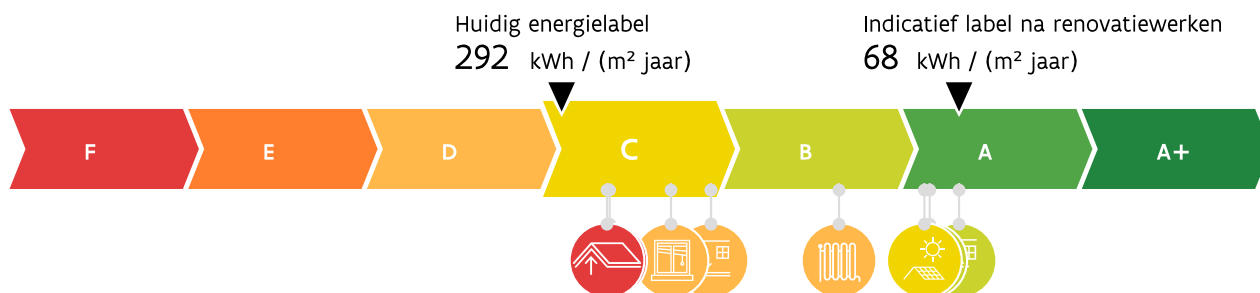 Huidig energielabel
292 kWh / (m² jaar)
Indicatief label na renovatiewerken
68 kWh / (m² jaar)
F E D C B A A+